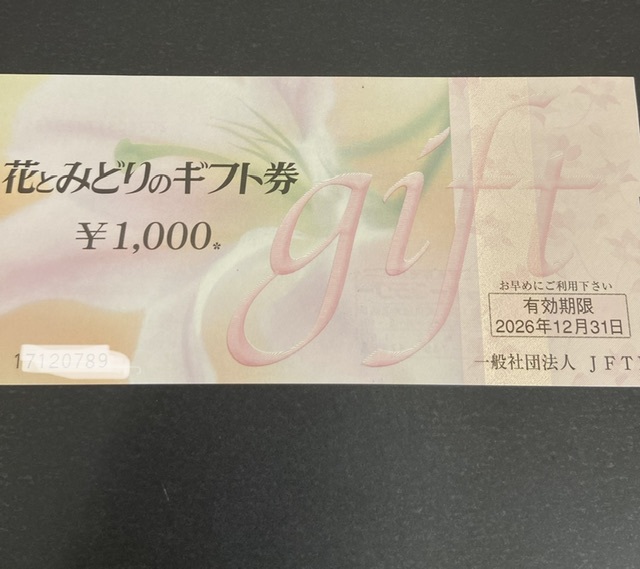 花とみどりのギフト券
¥1,000*
gift
お早めにご利用下さい
有効期限
2026年12月31日
一般社団法人 JFT